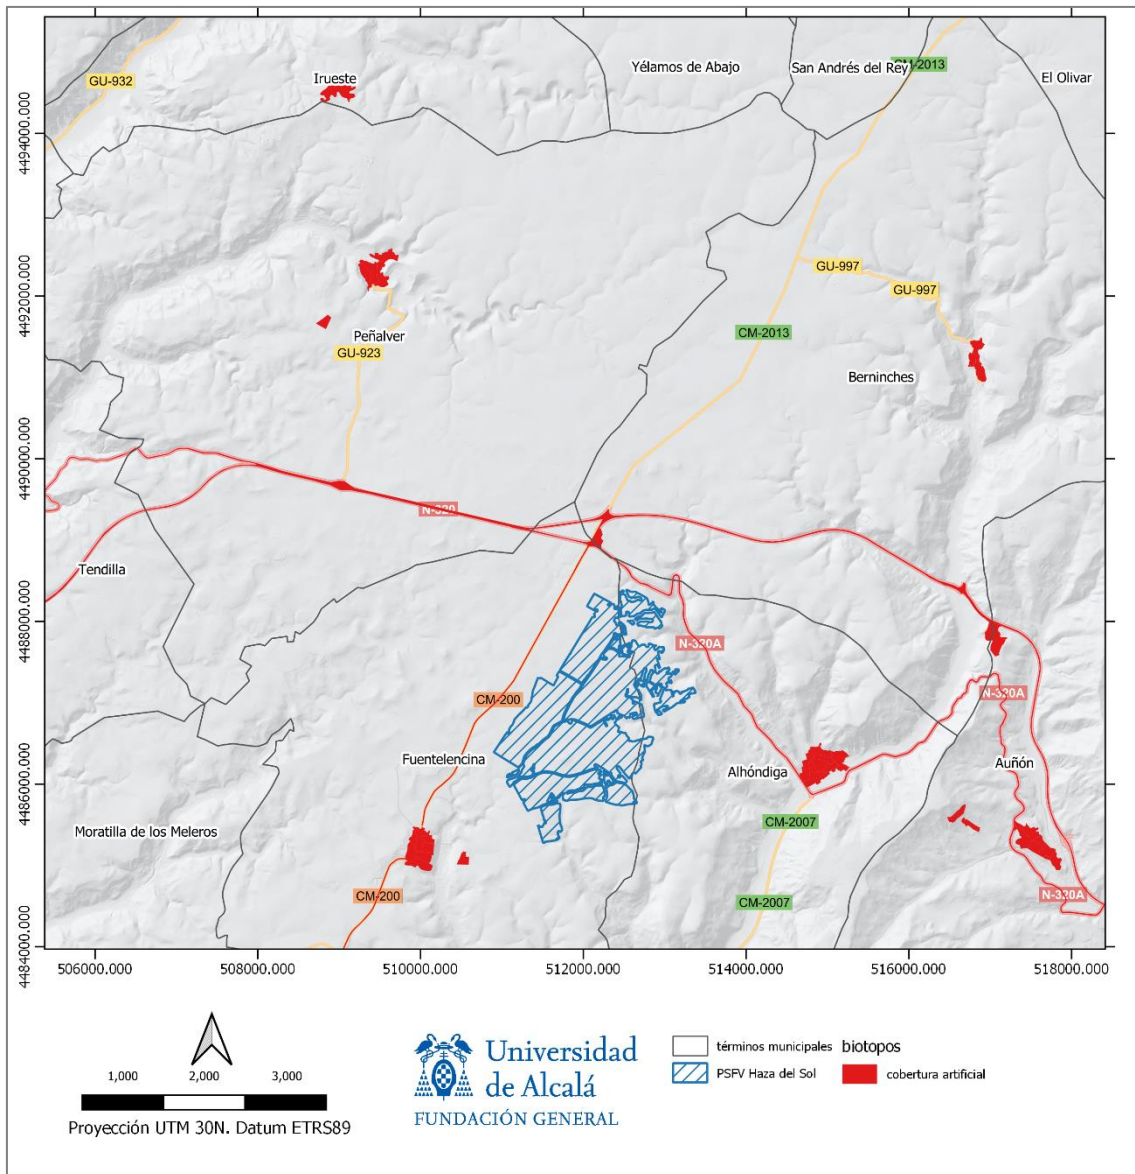 Yélamos de Abajo
San Andrés del Rey
CM-2013
El Olivar
GU-932
Irueste
4494000.000
GU-997
GU-997
4492000.000
Peñalver
CM-2013
GU-923
Berninches
4490000.000
N-320
Tendilla
4488000.000
N-320A
CM-200
N-320A
Fuentelencina
Alhóndiga
Auñón
4486000.000
Moratilla de los Meleros
CM-2007
CM-200
CM-2007
N-320A
4484000.000
506000.000 508000.000 510000.000 512000.000 514000.000 516000.000 518000.000
1,000 2,000 3,000
Proyección UTM 30N. Datum ETRS89
Universidad
de Alcalá
FUNDACIÓN GENERAL
términos municipales
PSFV Haza del Sol
biotopos
cobertura artificial